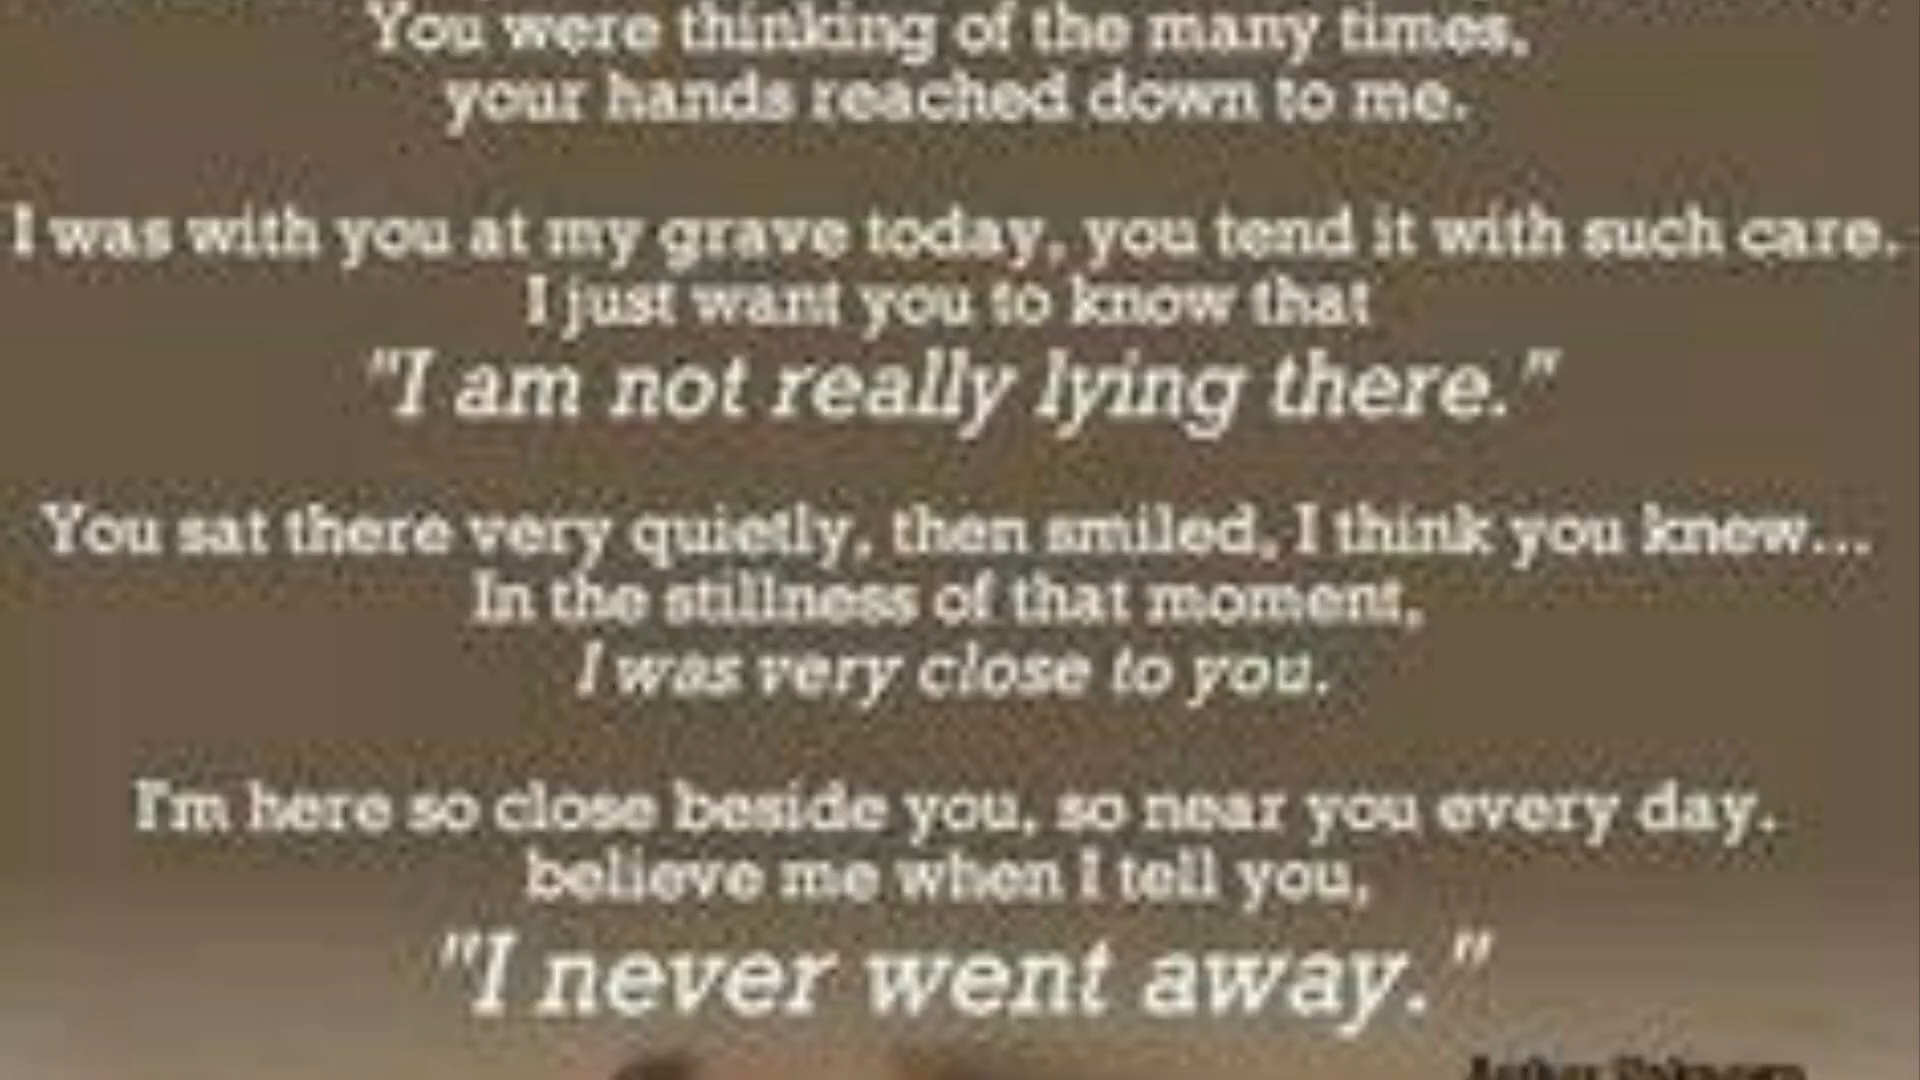 You were thinking of the many times,
your hands reached down to me.
I was with you at my grave today, you tend it with such care.
I just want you to know that
"I am not really lying there."
You sat there very quietly, then smiled, I think you knew...
In the stillness of that moment,
I was very close to you.
I'm here so close beside you, so near you every day.
believe me when I tell you,
"I never went away."
Author Unknown